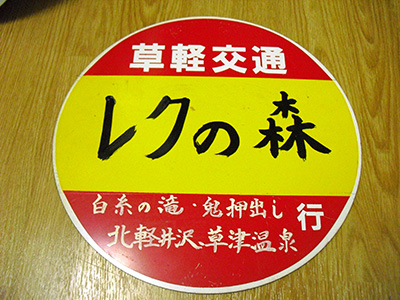 草軽交通
レクの森
白糸の滝・鬼押出し
北軽井沢、草津温泉
行